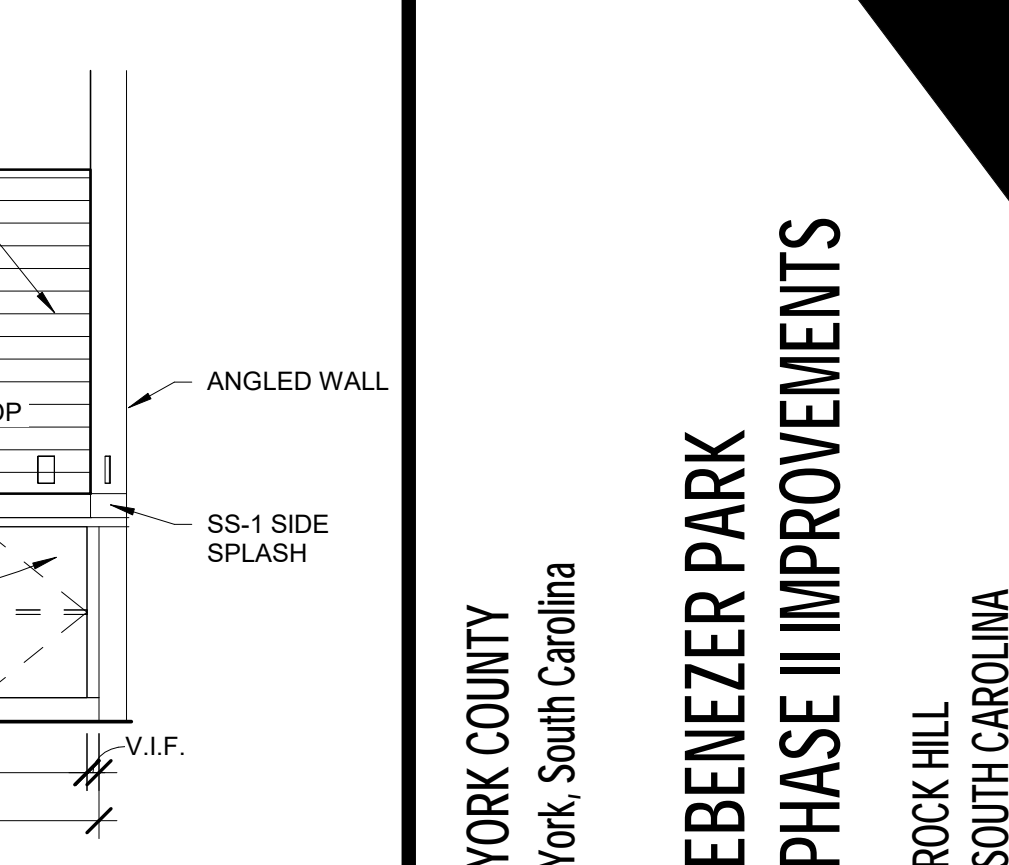 ANGLED WALL
SS-1 SIDE
SPLASH
V.I.F.
YORK COUNTY
York, South Carolina
EBENEZER PARK
PHASE II IMPROVEMENTS
ROCK HILL
SOUTH CAROLINA